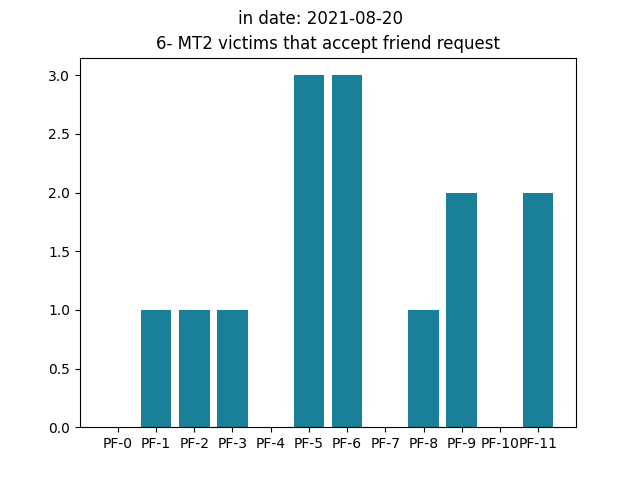 in date: 2021-08-20
6- MT2 victims that accept friend request
3.0
2.5
2.0
1.5
1.0
0.5
0.0
PF-0 PF-1 PF-2 PF-3 PF-4 PF-5 PF-6 PF-7 PF-8 PF-9 PF-10 PF-11